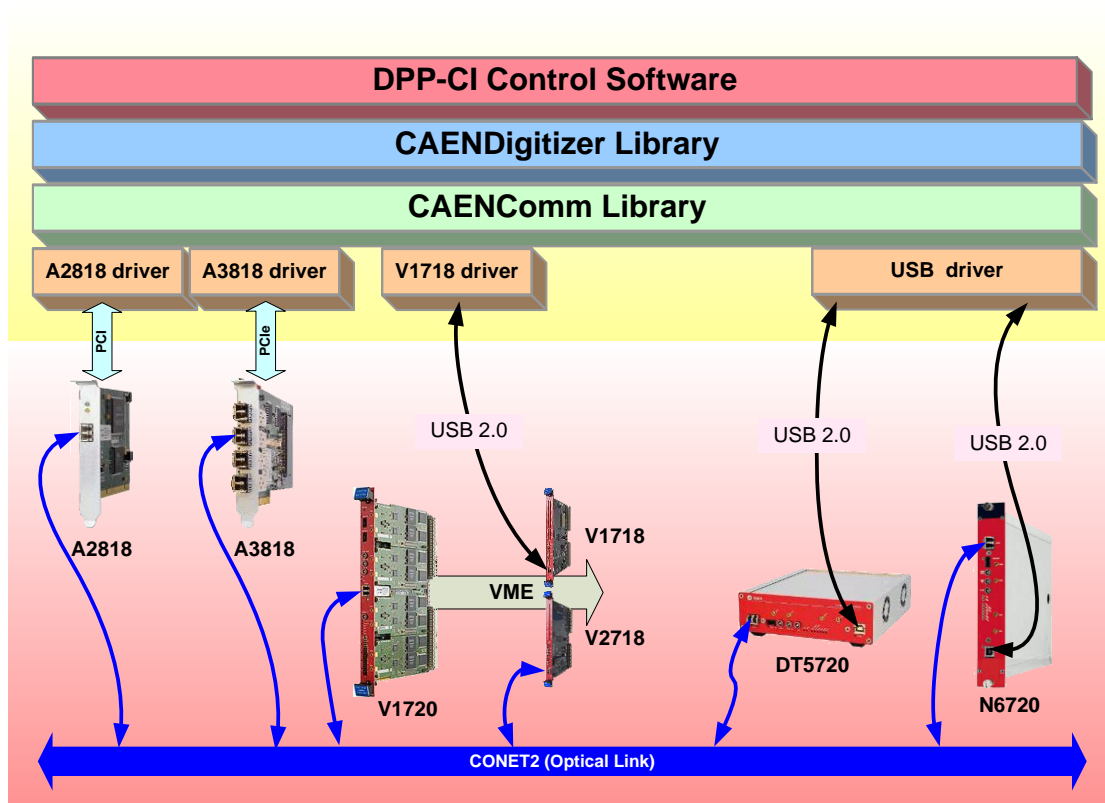 DPP-CI Control Software
CAENDigitizer Library
CAENComm Library
A2818 driver
A3818 driver
V1718 driver
USB driver
PCI
PCIe
USB 2.0
USB 2.0
USB 2.0
A2818
A3818
V1718
VME
V2718
V1720
DT5720
N6720
CONET2 (Optical Link)